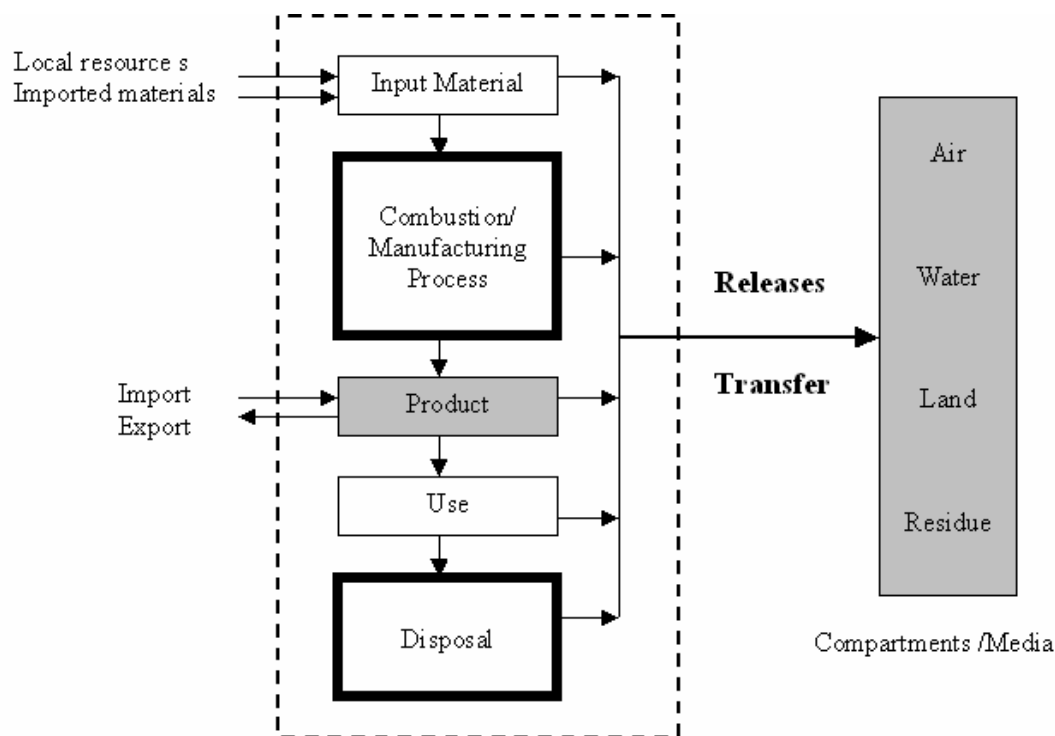 Local resource s
Imported materials
Input Material
Combustion/
Manufacturing
Process
Import
Export
Product
Use
Disposal
Releases
Transfer
Air
Water
Land
Residue
Compartments /Media